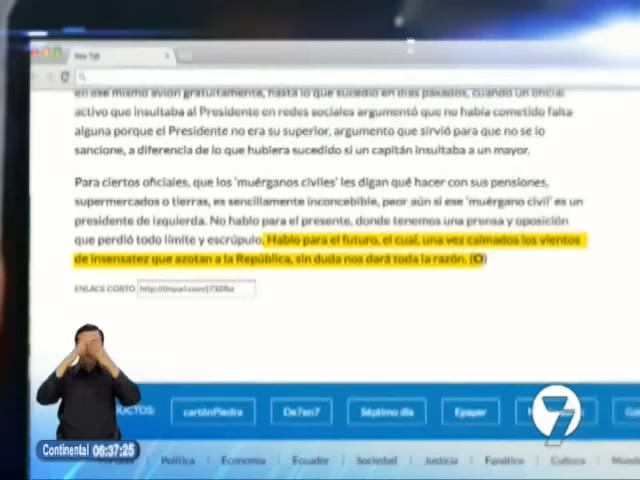 New Tab
en ese mismo avión gratuitamente, hasta lo que sucedió en días pasados, cuando un oficial
activo que insultaba al Presidente en redes sociales argumentó que no había cometido falta
alguna porque el Presidente no era su superior, argumento que sirvió para que no se lo
sancione, a diferencia de lo que hubiera sucedido si un capitán insultaba a un mayor.
Para ciertos oficiales, que los 'muérganos civiles' les digan qué hacer con sus pensiones,
supermercados o tierras, es sencillamente inconcebible, peor aún si ese 'muérgano civil' es un
presidente de izquierda. No hablo para el presente, donde tenemos una prensa y oposición
que perdió todo límite y escrúpulo. Hablo para el futuro, el cual, una vez calmados los vientos
de insensatez que azotan a la República, sin duda nos dará toda la razón. (O)
ENLACE CORTO
cartónPiedra De7en7 Séptimo día Epaper
7
Continental 06:37:25
Política Economía Ecuador Sociedad Justicia Fanático Cultura